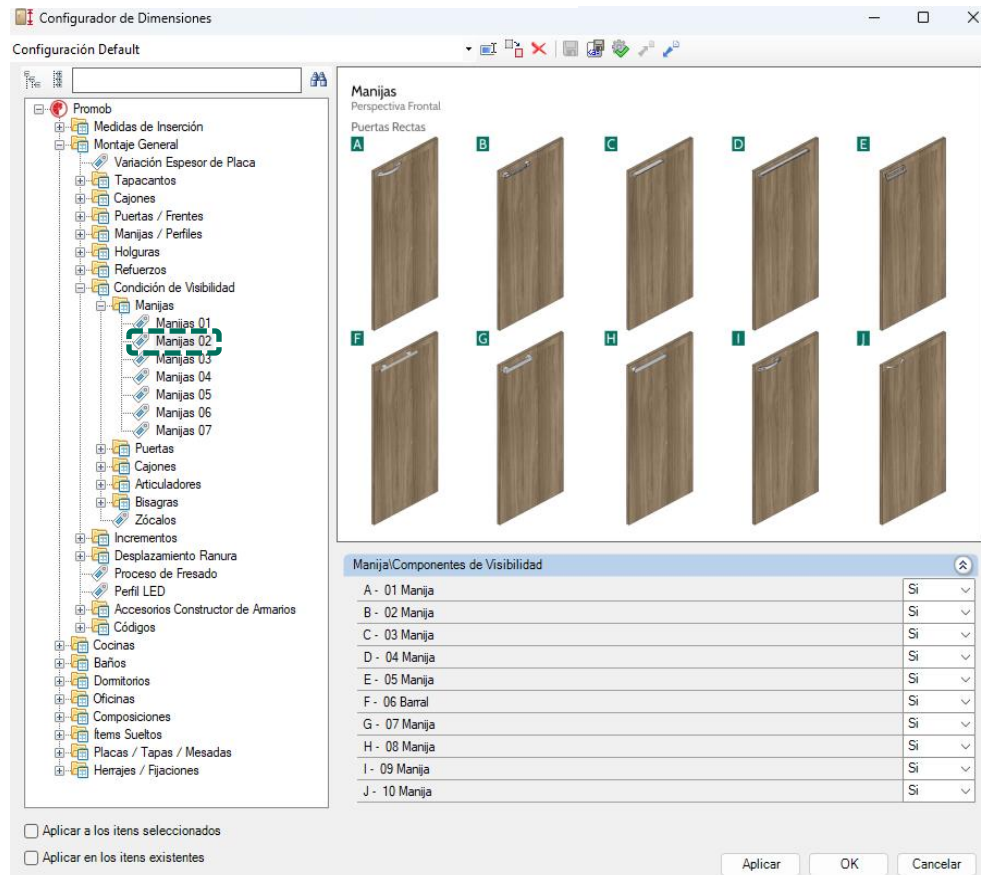 Configurador de Dimensiones
Configuración Default
Promob
Medidas de Inserción
Montaje General
Variación Espesor de Placa
Tapacantos
Cajones
Puertas / Frentes
Manijas / Perfiles
Holguras
Refuerzos
Condición de Visibilidad
Manijas
Manijas 01
Manijas 02
Manijas 03
Manijas 04
Manijas 05
Manijas 06
Manijas 07
Puertas
Cajones
Articuladores
Bisagras
Zócalos
Incrementos
Desplazamiento Ranura
Proceso de Fresado
Perfil LED
Accesorios Constructor de Armarios
Códigos
Cocinas
Baños
Dormitorios
Oficinas
Composiciones
Ítems Sueltos
Placas / Tapas / Mesadas
Herrajes / Fijaciones
Manijas
Perspectiva Frontal
Puertas Rectas
A B C D E
F G H I J
Manija\Componentes de Visibilidad
A - 01 Manija Si
B - 02 Manija Si
C - 03 Manija Si
D - 04 Manija Si
E - 05 Manija Si
F - 06 Barral Si
G - 07 Manija Si
H - 08 Manija Si
I - 09 Manija Si
J - 10 Manija Si
Aplicar a los itens seleccionados
Aplicar en los itens existentes
Aplicar OK Cancelar